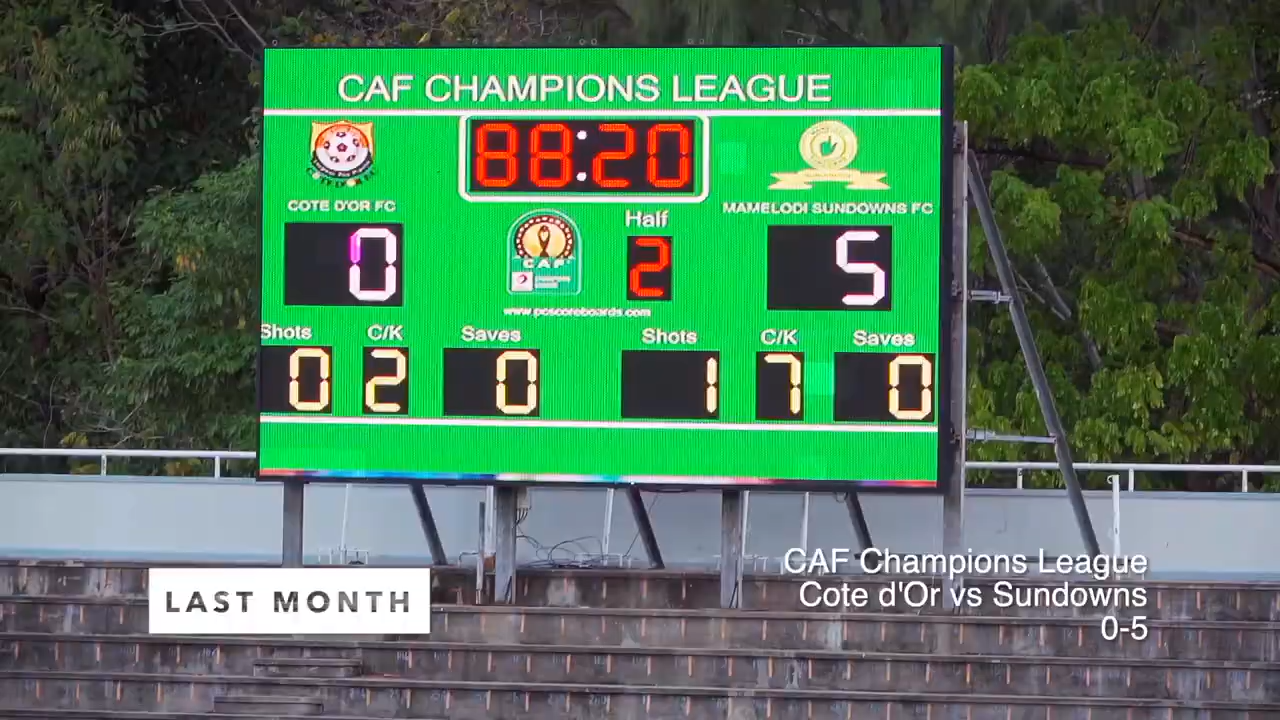 CAF CHAMPIONS LEAGUE
88:20
COTE D'OR FC
MAMELODI SUNDOWNS FC
Half
0
2
5
CAF
www.pcscoreboards.com
Shots C/K Saves Shots C/K Saves
0 2 0 1 7 0
LAST MONTH
CAF Champions League
Cote d'Or vs Sundowns
0-5